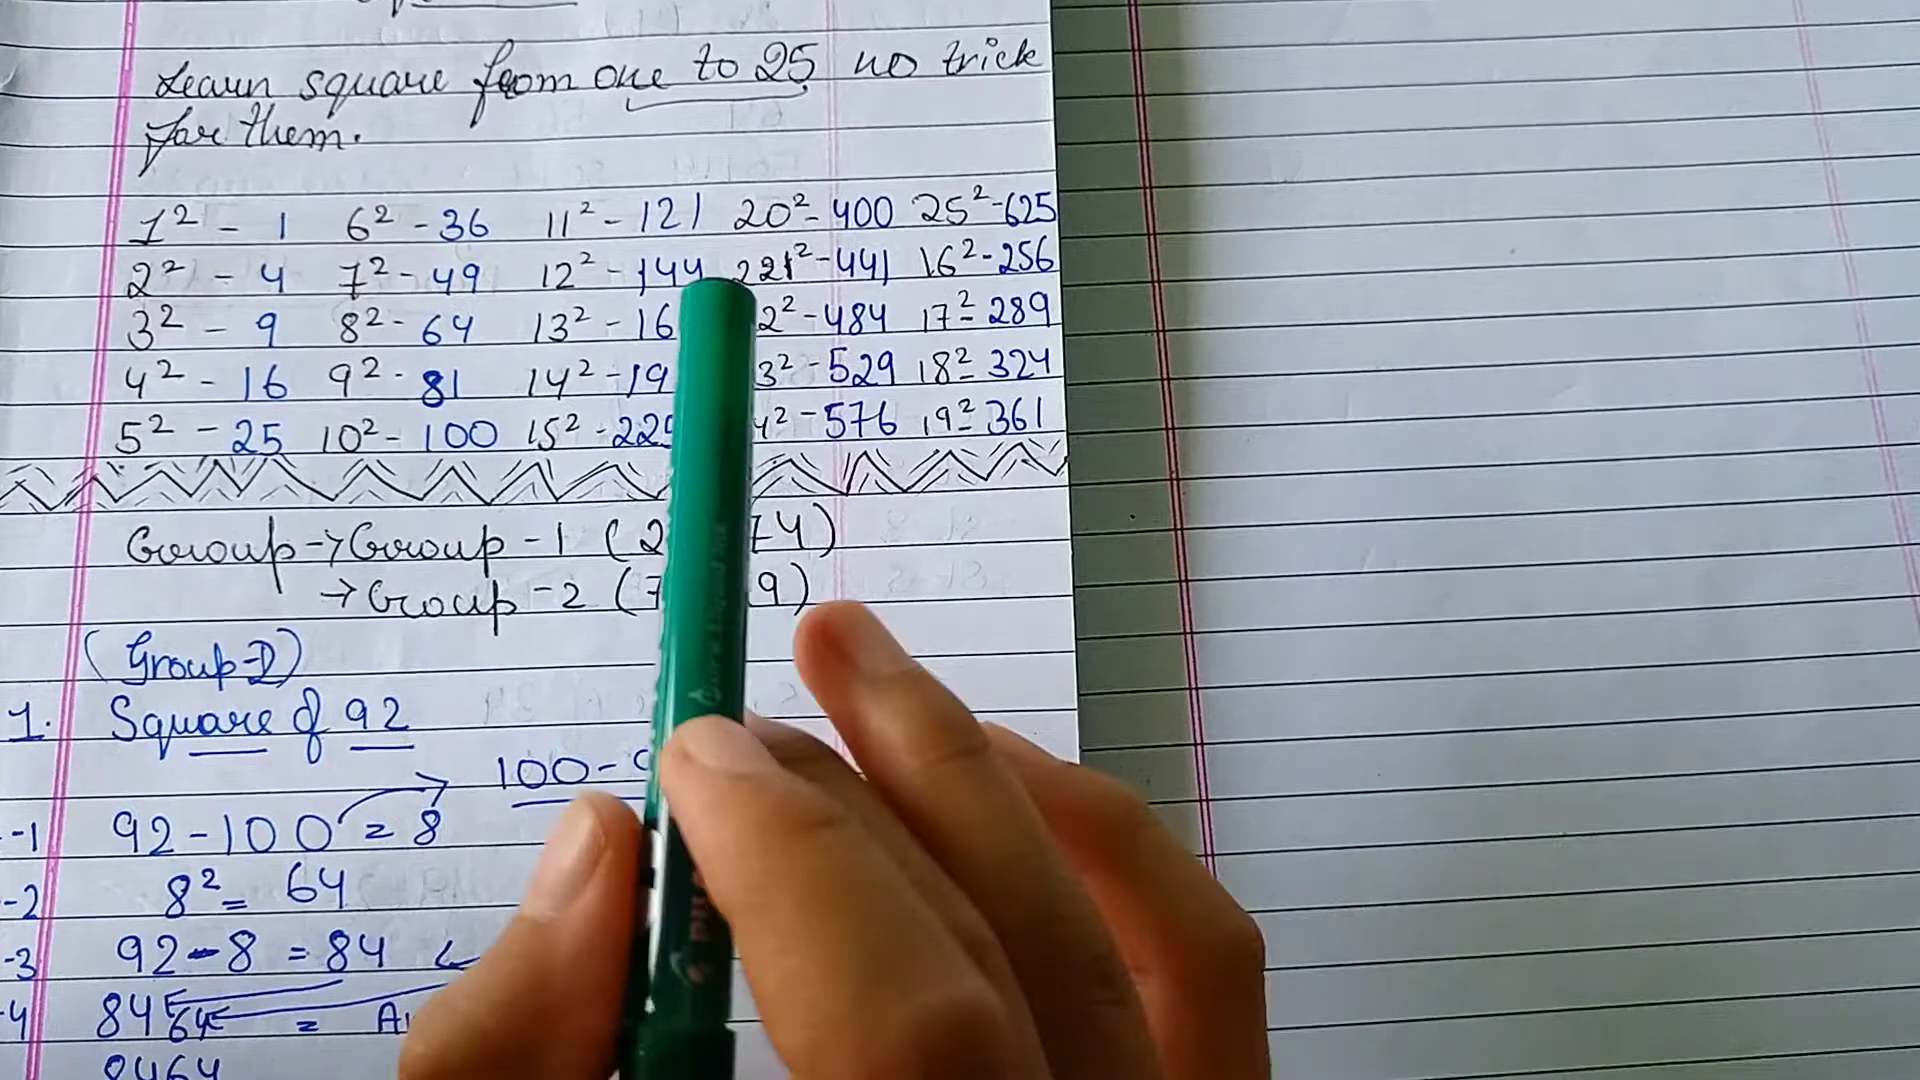 Learn square from one to 25 no trick
for them.
1² - 1 6² - 36 11² - 121 20² - 400 25² - 625
2² - 4 7² - 49 12² - 144 221² - 441 16² - 256
3² - 9 8² - 64 13² - 16 2² - 484 17² - 289
4² - 16 9² - 81 14² - 19 3² - 529 18² - 324
5² - 25 10² - 100 15² - 225 4² - 576 19² - 361
Group → Group - 1 (2 74)
→ Group - 2 (7 9)
(Group-2)
1. Square of 92
100 - 9
-1 92 - 100 = 8
-2 8² = 64
-3 92 - 8 = 84
-4 84 64 = A
8464